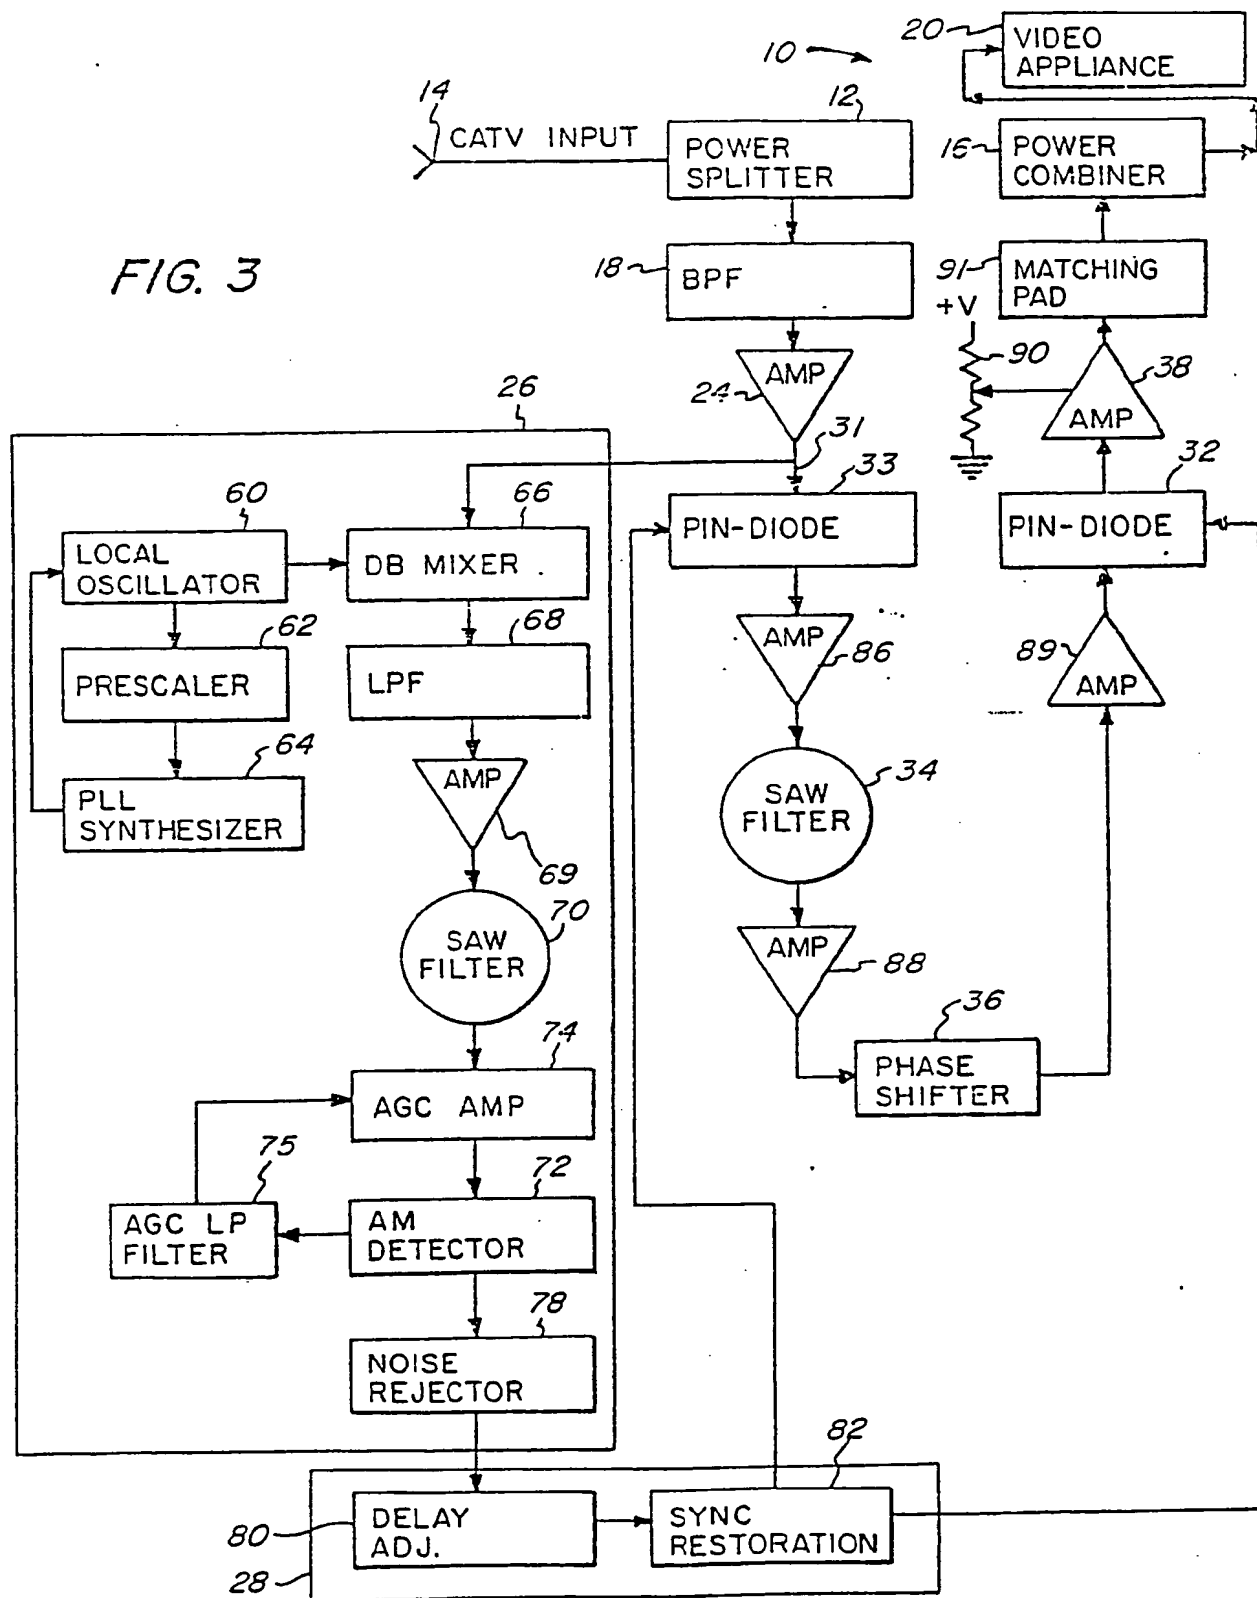 20
VIDEO
APPLIANCE
10
14
CATV INPUT
12
POWER
SPLITTER
16
POWER
COMBINER
FIG. 3
18
BPF
91
MATCHING
PAD
+V
90
AMP
24
38
AMP
26
31
33
32
PIN-DIODE
PIN-DIODE
60
LOCAL
OSCILLATOR
66
DB MIXER
62
PRESCALER
68
LPF
AMP
86
89
AMP
64
PLL
SYNTHESIZER
AMP
69
SAW
FILTER
34
SAW
FILTER
70
AMP
88
36
PHASE
SHIFTER
74
AGC AMP
75
AGC LP
FILTER
72
AM
DETECTOR
78
NOISE
REJECTOR
82
80
DELAY
ADJ.
SYNC
RESTORATION
28